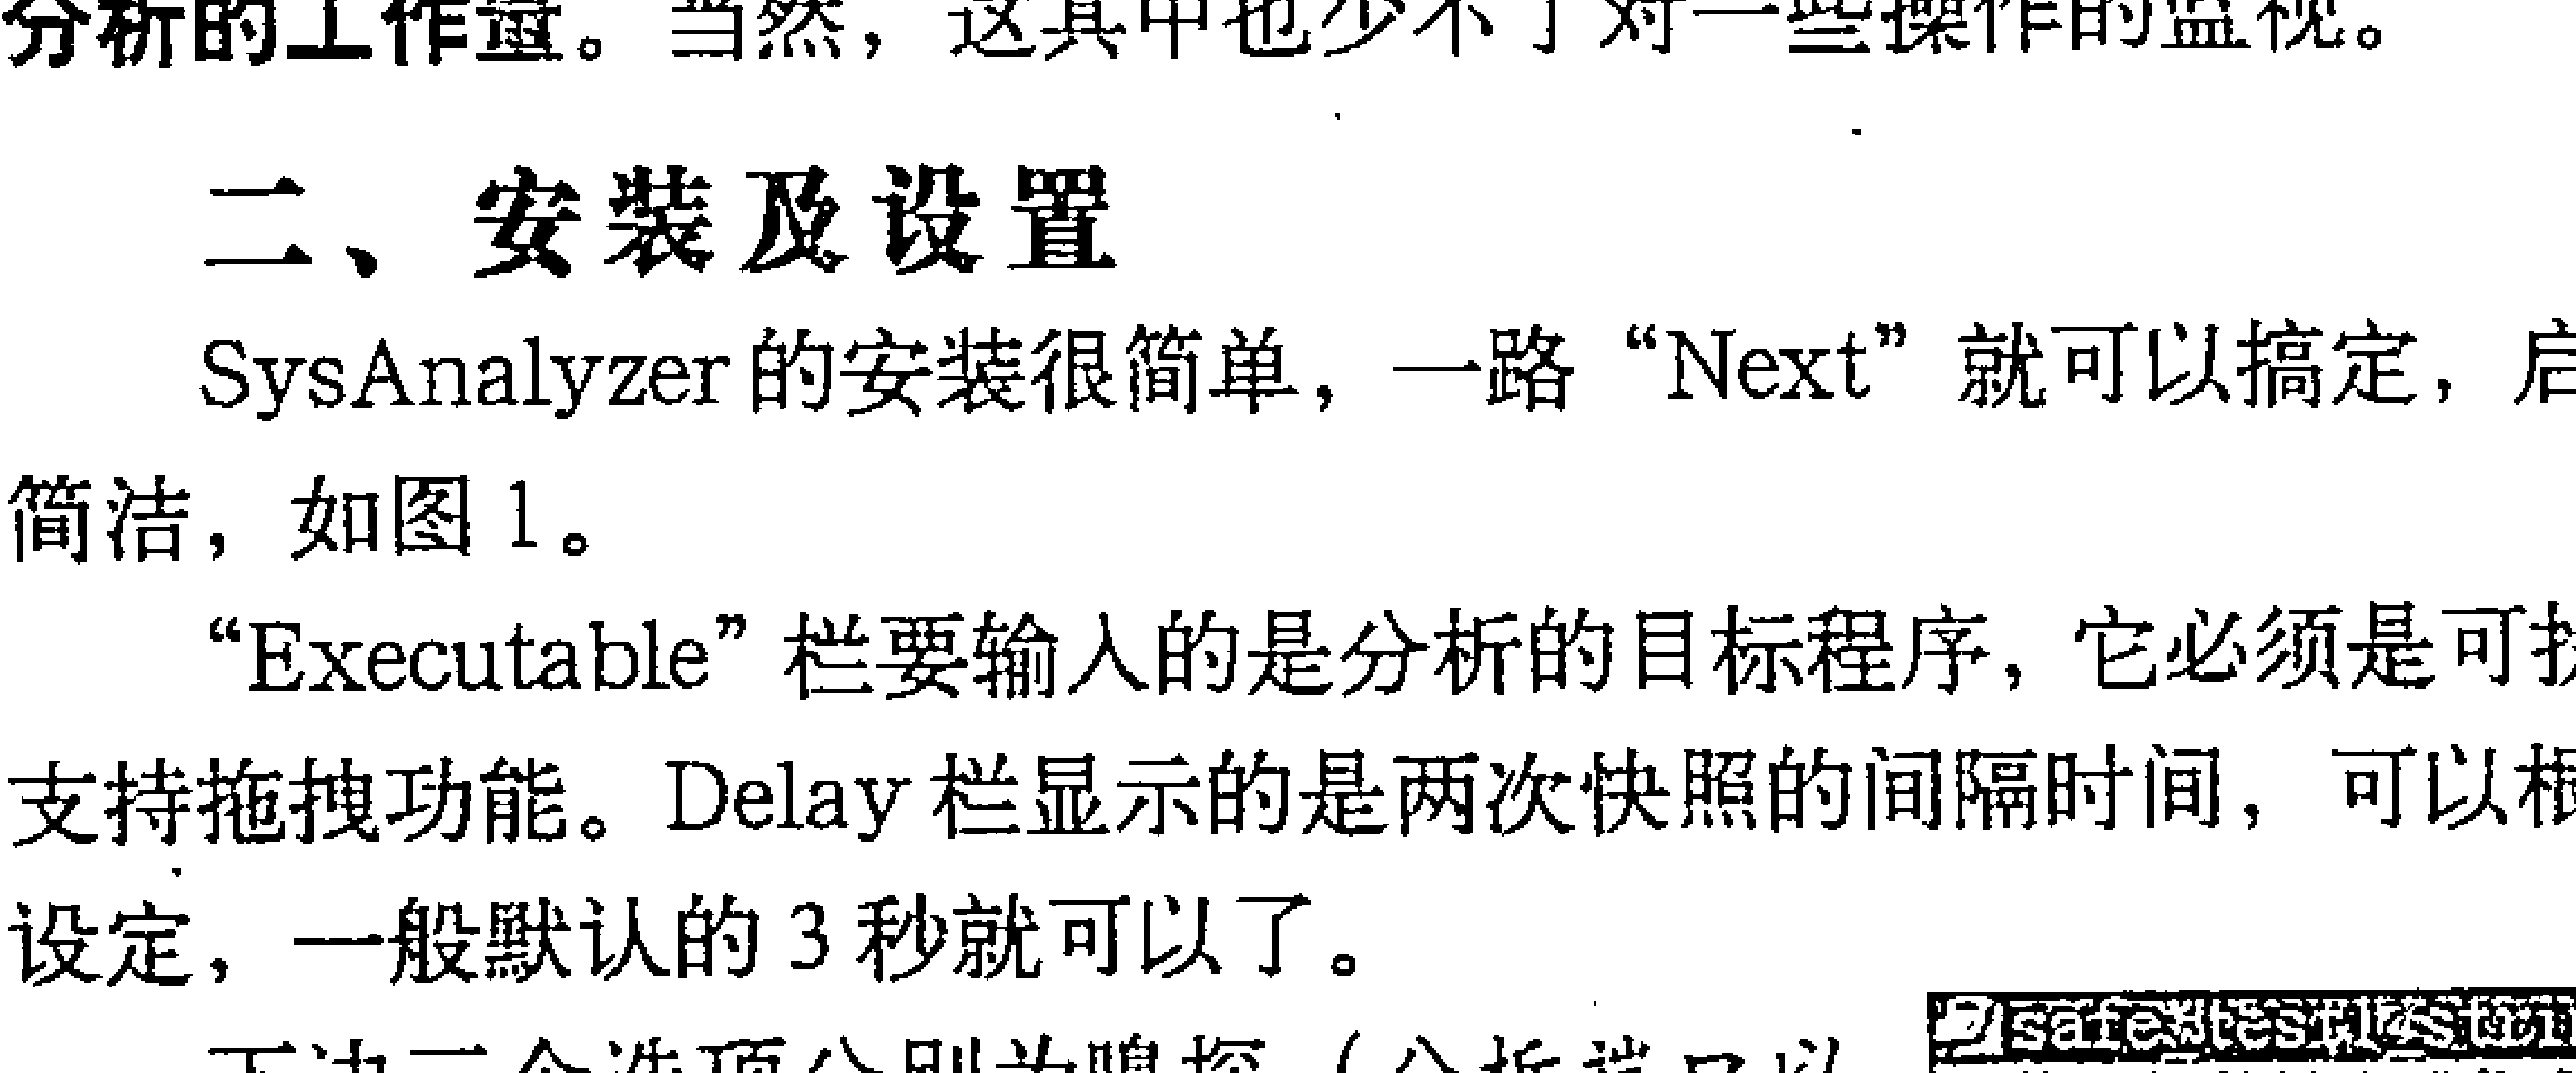 分析的工作量。当然，这其中也少不了对一些操作的监视。
二、安装及设置
SysAnalyzer的安装很简单，一路“Next”就可以搞定，启
简洁，如图1。
“Executable”栏要输入的是分析的目标程序，它必须是可执
支持拖拽功能。Delay栏显示的是两次快照的间隔时间，可以根
设定，一般默认的3秒就可以了。